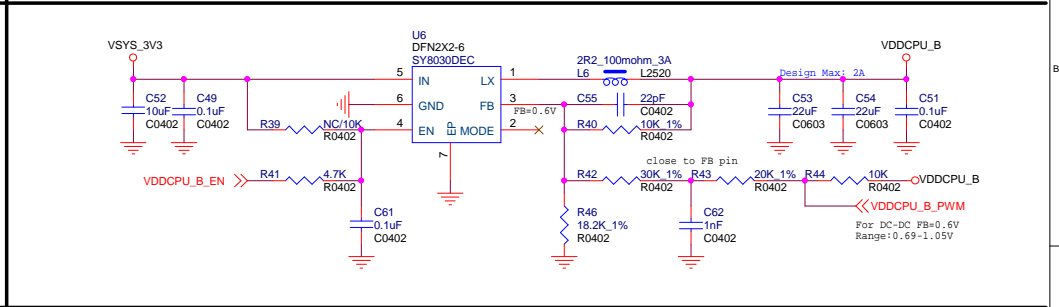 VSYS_3V3
C52
10uF
C0402
C49
0.1uF
C0402
R39
NC/10K
R0402
VDDCPU_B_EN
R41
4.7K
R0402
C61
0.1uF
C0402
U6
DFN2X2-6
SY8030DEC
5
IN
LX
1
6
GND
FB
3
4
EN
MODE
2
EP
7
FB=0.6V
2R2_100mohm_3A
L6
L2520
C55
22pF
C0402
R40
10K_1%
R0402
close to FB pin
R42
30K_1%
R0402
R43
20K_1%
R0402
R44
10K
R0402
VDDCPU_B
R46
18.2K_1%
R0402
C62
1nF
C0402
VDDCPU_B_PWM
For DC-DC FB=0.6V
Range:0.69-1.05V
VDDCPU_B
Design Max: 2A
C53
22uF
C0603
C54
22uF
C0603
C51
0.1uF
C0402
B